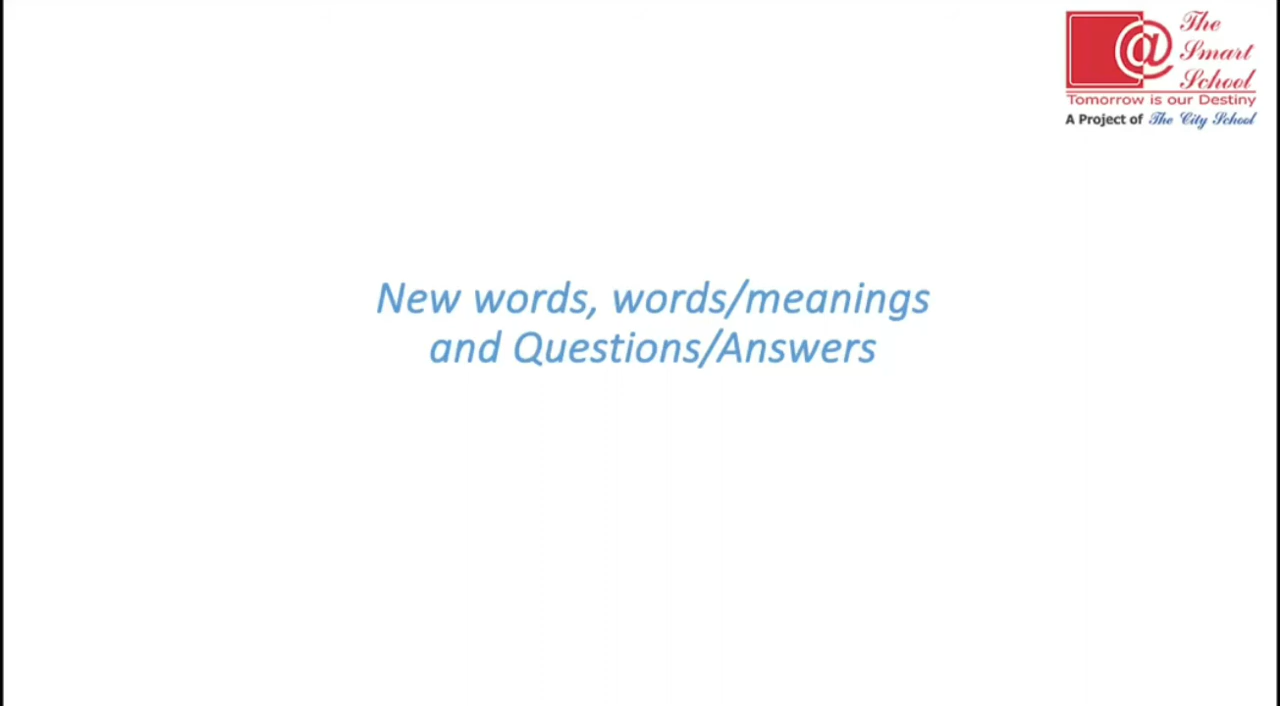 The
Smart
School
Tomorrow is our Destiny
A Project of The City School
New words, words/meanings
and Questions/Answers